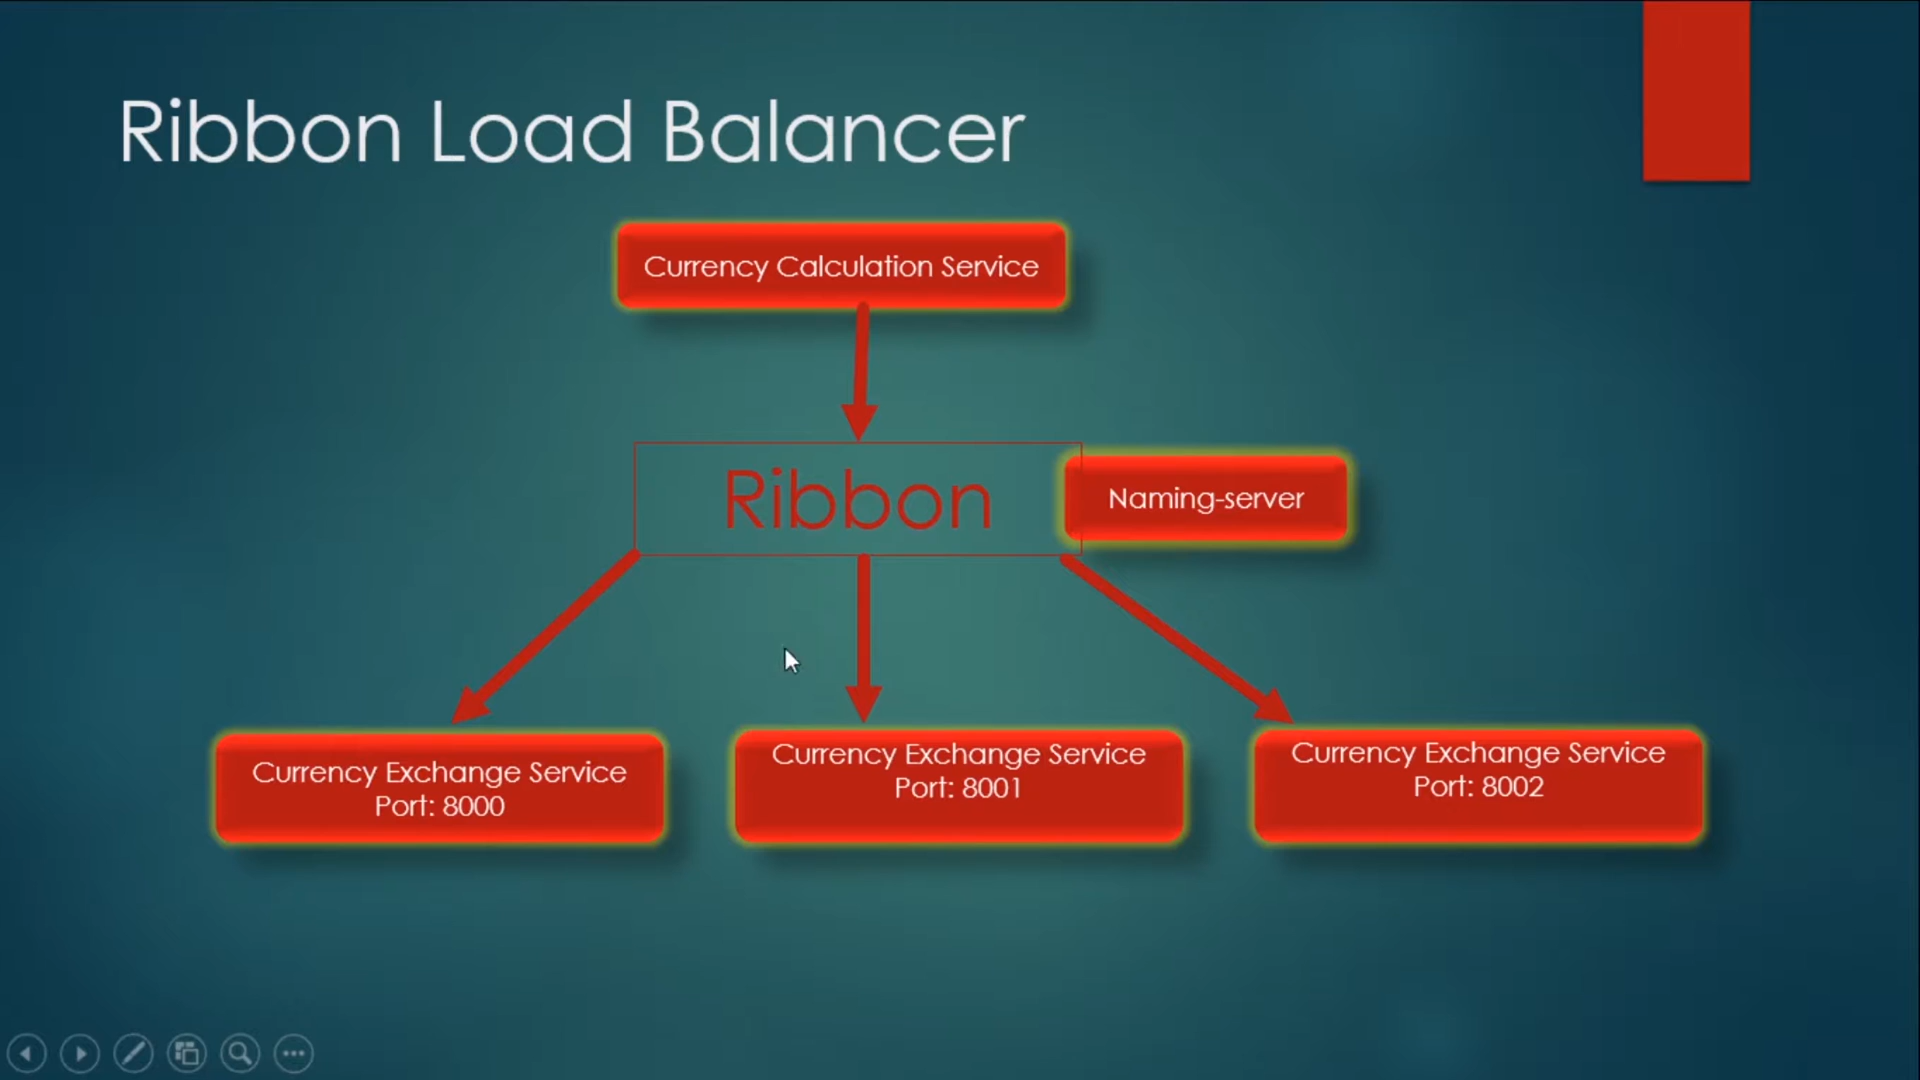 Ribbon Load Balancer
Currency Calculation Service
Ribbon
Naming-server
Currency Exchange Service
Port: 8000
Currency Exchange Service
Port: 8001
Currency Exchange Service
Port: 8002